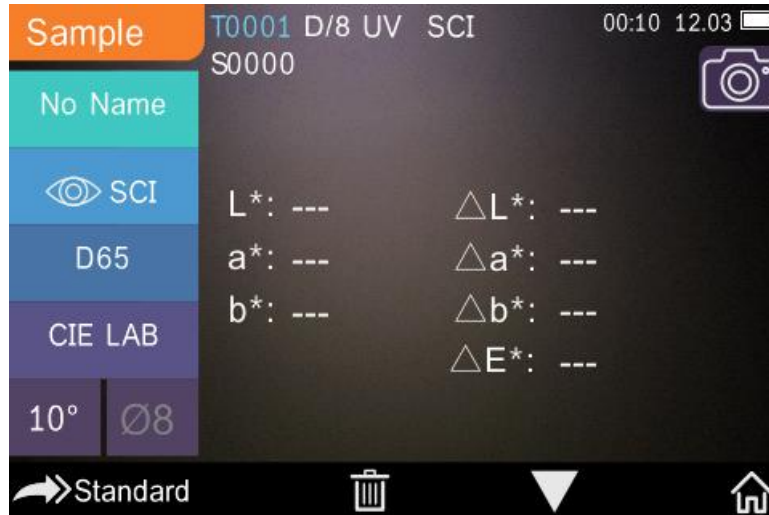 Sample
T0001 D/8 UV SCI
00:10 12.03
S0000
No Name
SCI
D65
CIE LAB
10° Ø8
L*: ---
a*: ---
b*: ---
△L*: ---
△a*: ---
△b*: ---
△E*: ---
Standard